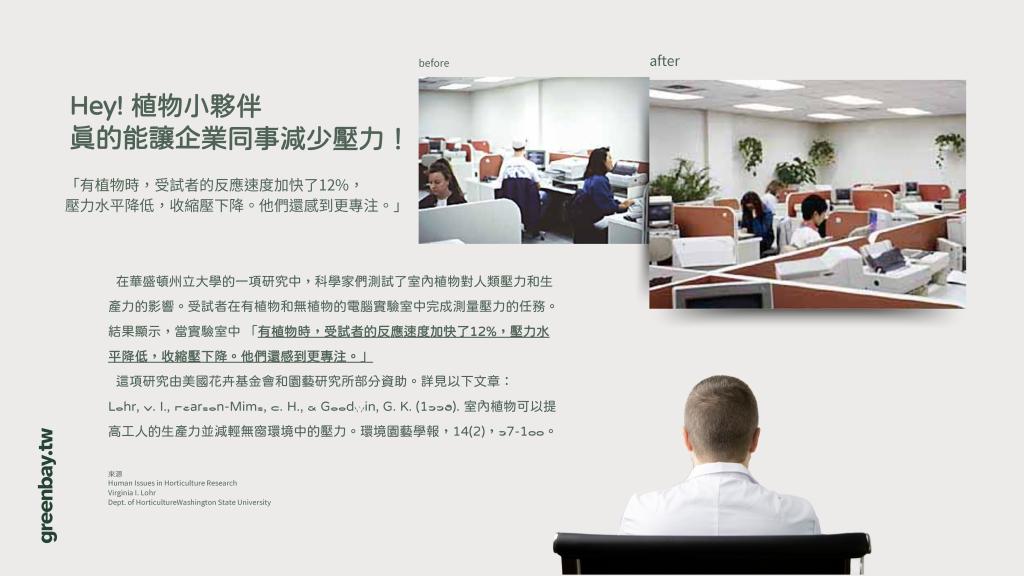 before
after
Hey! 植物小夥伴
眞的能讓企業同事減少壓力！
「有植物時，受試者的反應速度加快了12%，
壓力水平降低，收縮壓下降。他們還感到更專注。」
在華盛頓州立大學的一項研究中，科學家們測試了室內植物對人類壓力和生
產力的影響。受試者在有植物和無植物的電腦實驗室中完成測量壓力的任務。
結果顯示，當實驗室中 「有植物時，受試者的反應速度加快了12%，壓力水
平降低，收縮壓下降。他們還感到更專注。」
這項研究由美國花卉基金會和園藝研究所部分資助。詳見以下文章：
I., H., G. K. 室內植物可以提
高工人的生產力並減輕無窗環境中的壓力。環境園藝學報，14(2)，
來源
Human Issues in Horticulture Research
Virginia I. Lohr
Dept. of HorticultureWashington State University
greenbay.tw